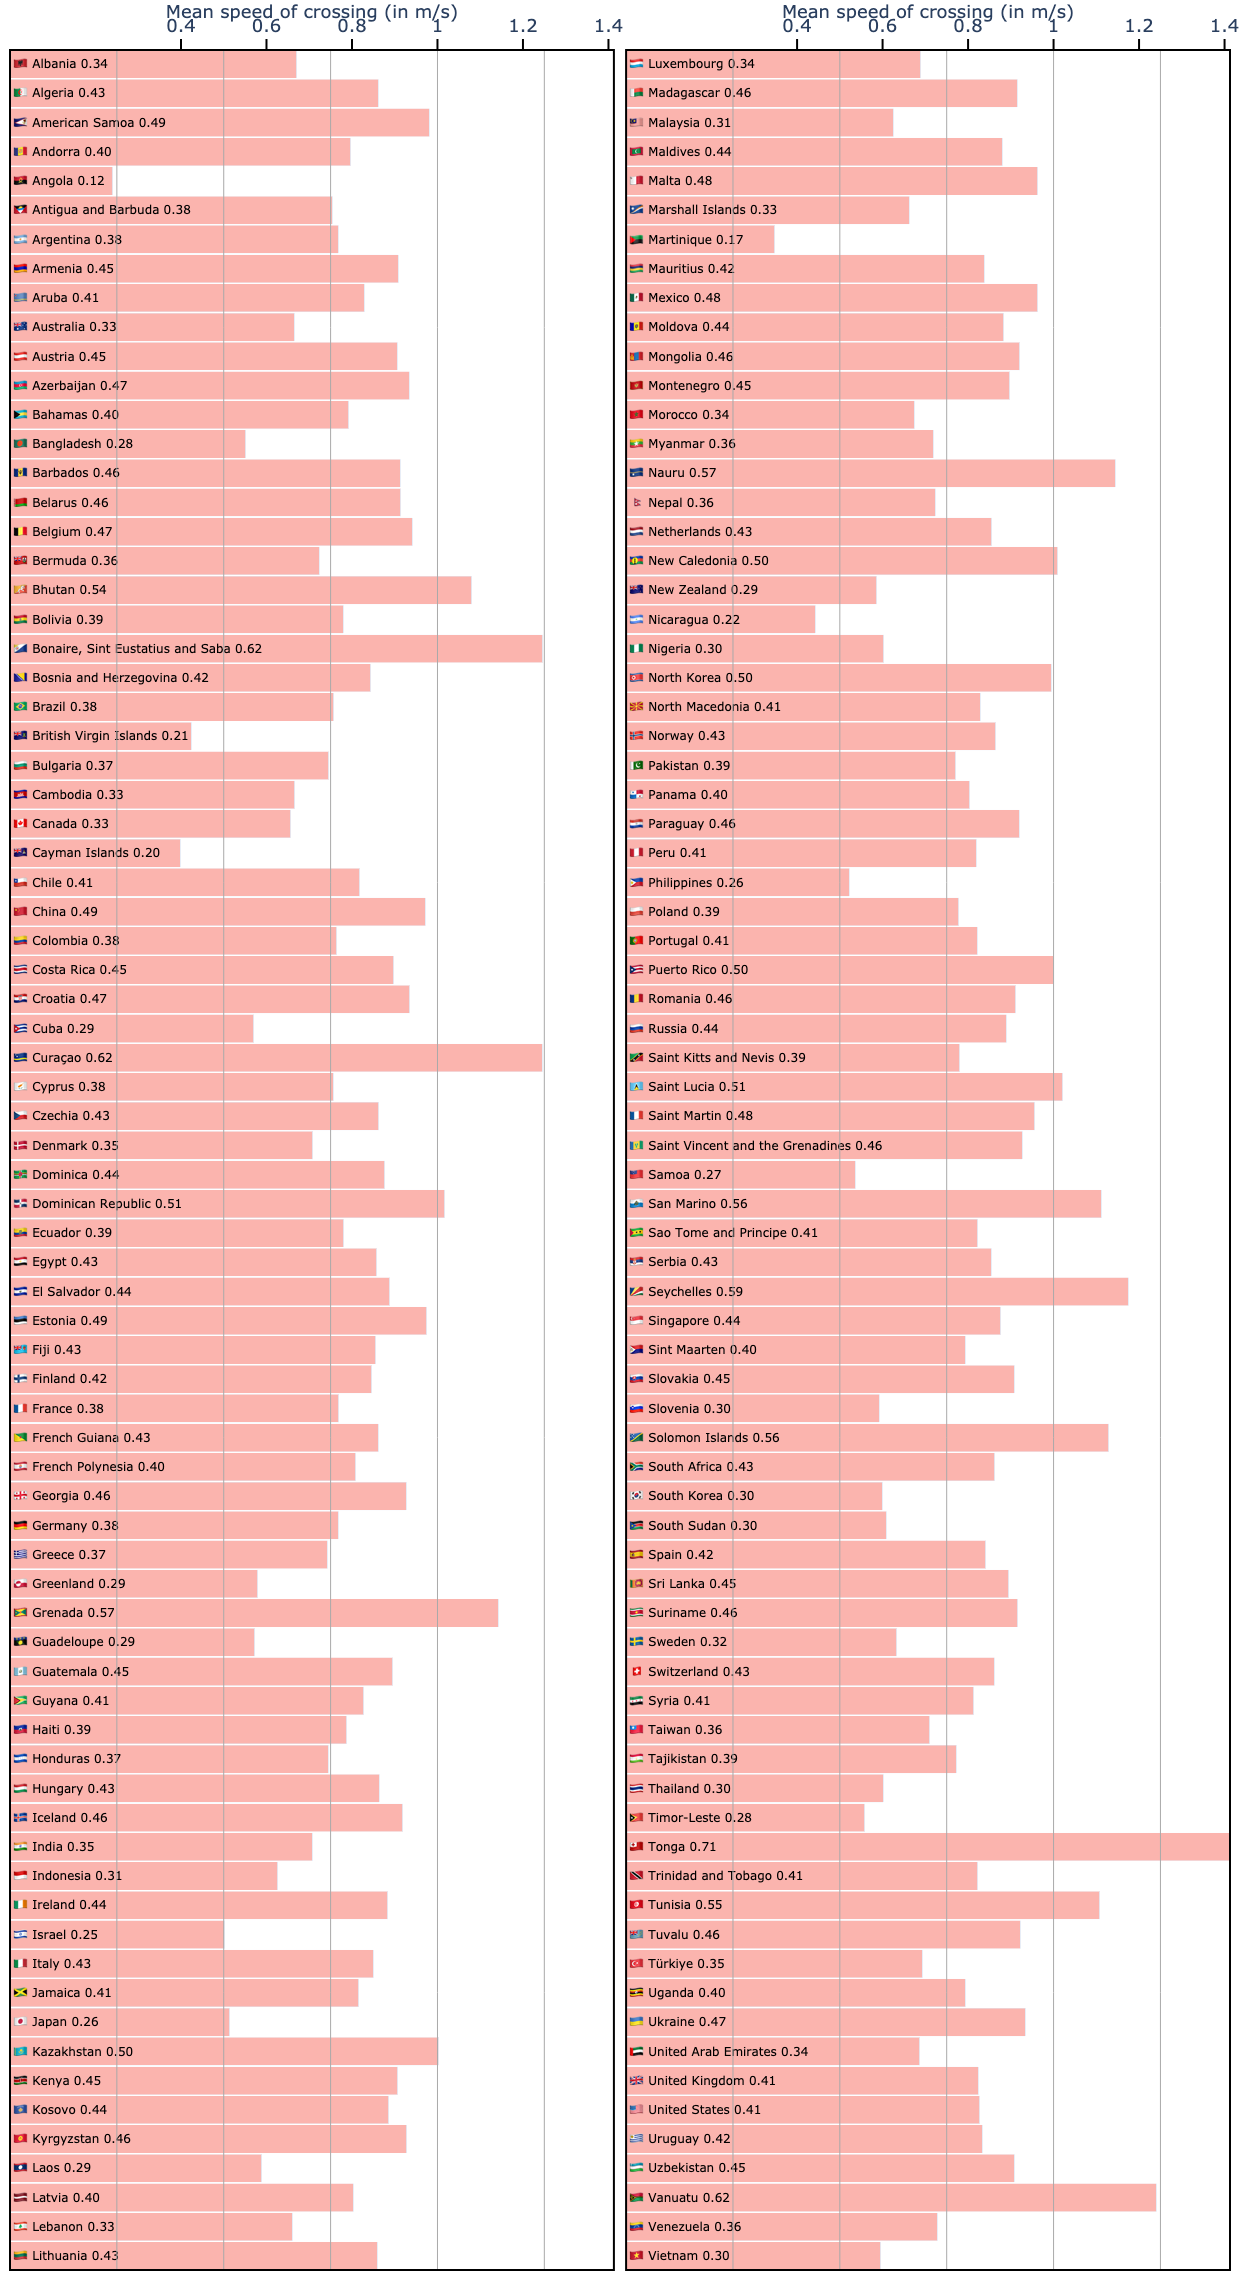 Mean speed of crossing (in m/s)
0.4 0.6 0.8 1 1.2 1.4
Albania 0.34
Algeria 0.43
American Samoa 0.49
Andorra 0.40
Angola 0.12
Antigua and Barbuda 0.38
Argentina 0.38
Armenia 0.45
Aruba 0.41
Australia 0.33
Austria 0.45
Azerbaijan 0.47
Bahamas 0.40
Bangladesh 0.28
Barbados 0.46
Belarus 0.46
Belgium 0.47
Bermuda 0.36
Bhutan 0.54
Bolivia 0.39
Bonaire, Sint Eustatius and Saba 0.62
Bosnia and Herzegovina 0.42
Brazil 0.38
British Virgin Islands 0.21
Bulgaria 0.37
Cambodia 0.33
Canada 0.33
Cayman Islands 0.20
Chile 0.41
China 0.49
Colombia 0.38
Costa Rica 0.45
Croatia 0.47
Cuba 0.29
Curaçao 0.62
Cyprus 0.38
Czechia 0.43
Denmark 0.35
Dominica 0.44
Dominican Republic 0.51
Ecuador 0.39
Egypt 0.43
El Salvador 0.44
Estonia 0.49
Fiji 0.43
Finland 0.42
France 0.38
French Guiana 0.43
French Polynesia 0.40
Georgia 0.46
Germany 0.38
Greece 0.37
Greenland 0.29
Grenada 0.57
Guadeloupe 0.29
Guatemala 0.45
Guyana 0.41
Haiti 0.39
Honduras 0.37
Hungary 0.43
Iceland 0.46
India 0.35
Indonesia 0.31
Ireland 0.44
Israel 0.25
Italy 0.43
Jamaica 0.41
Japan 0.26
Kazakhstan 0.50
Kenya 0.45
Kosovo 0.44
Kyrgyzstan 0.46
Laos 0.29
Latvia 0.40
Lebanon 0.33
Lithuania 0.43
Mean speed of crossing (in m/s)
0.4 0.6 0.8 1 1.2 1.4
Luxembourg 0.34
Madagascar 0.46
Malaysia 0.31
Maldives 0.44
Malta 0.48
Marshall Islands 0.33
Martinique 0.17
Mauritius 0.42
Mexico 0.48
Moldova 0.44
Mongolia 0.46
Montenegro 0.45
Morocco 0.34
Myanmar 0.36
Nauru 0.57
Nepal 0.36
Netherlands 0.43
New Caledonia 0.50
New Zealand 0.29
Nicaragua 0.22
Nigeria 0.30
North Korea 0.50
North Macedonia 0.41
Norway 0.43
Pakistan 0.39
Panama 0.40
Paraguay 0.46
Peru 0.41
Philippines 0.26
Poland 0.39
Portugal 0.41
Puerto Rico 0.50
Romania 0.46
Russia 0.44
Saint Kitts and Nevis 0.39
Saint Lucia 0.51
Saint Martin 0.48
Saint Vincent and the Grenadines 0.46
Samoa 0.27
San Marino 0.56
Sao Tome and Principe 0.41
Serbia 0.43
Seychelles 0.59
Singapore 0.44
Sint Maarten 0.40
Slovakia 0.45
Slovenia 0.30
Solomon Islands 0.56
South Africa 0.43
South Korea 0.30
South Sudan 0.30
Spain 0.42
Sri Lanka 0.45
Suriname 0.46
Sweden 0.32
Switzerland 0.43
Syria 0.41
Taiwan 0.36
Tajikistan 0.39
Thailand 0.30
Timor-Leste 0.28
Tonga 0.71
Trinidad and Tobago 0.41
Tunisia 0.55
Tuvalu 0.46
Türkiye 0.35
Uganda 0.40
Ukraine 0.47
United Arab Emirates 0.34
United Kingdom 0.41
United States 0.41
Uruguay 0.42
Uzbekistan 0.45
Vanuatu 0.62
Venezuela 0.36
Vietnam 0.30